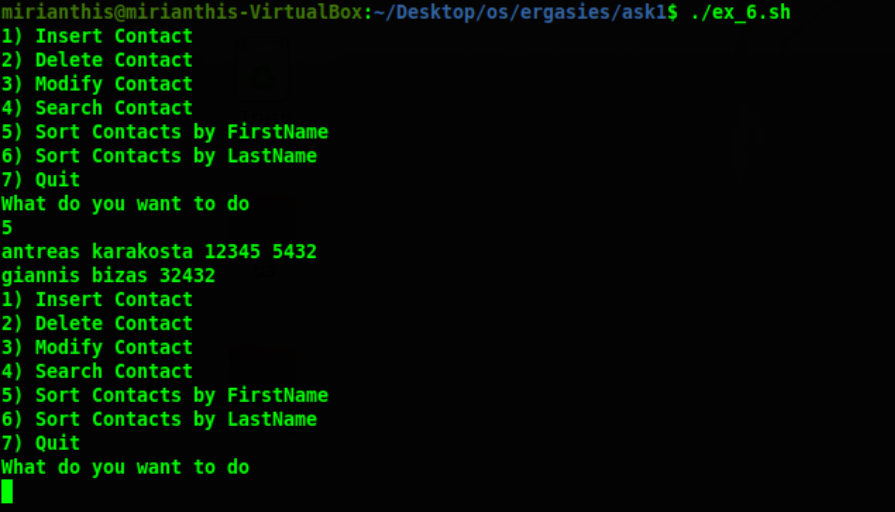 mirianthis@mirianthis-VirtualBox:~/Desktop/os/ergasies/ask1$ ./ex_6.sh
1) Insert Contact
2) Delete Contact
3) Modify Contact
4) Search Contact
5) Sort Contacts by FirstName
6) Sort Contacts by LastName
7) Quit
What do you want to do
5
antreas karakosta 12345 5432
giannis bizas 32432
1) Insert Contact
2) Delete Contact
3) Modify Contact
4) Search Contact
5) Sort Contacts by FirstName
6) Sort Contacts by LastName
7) Quit
What do you want to do